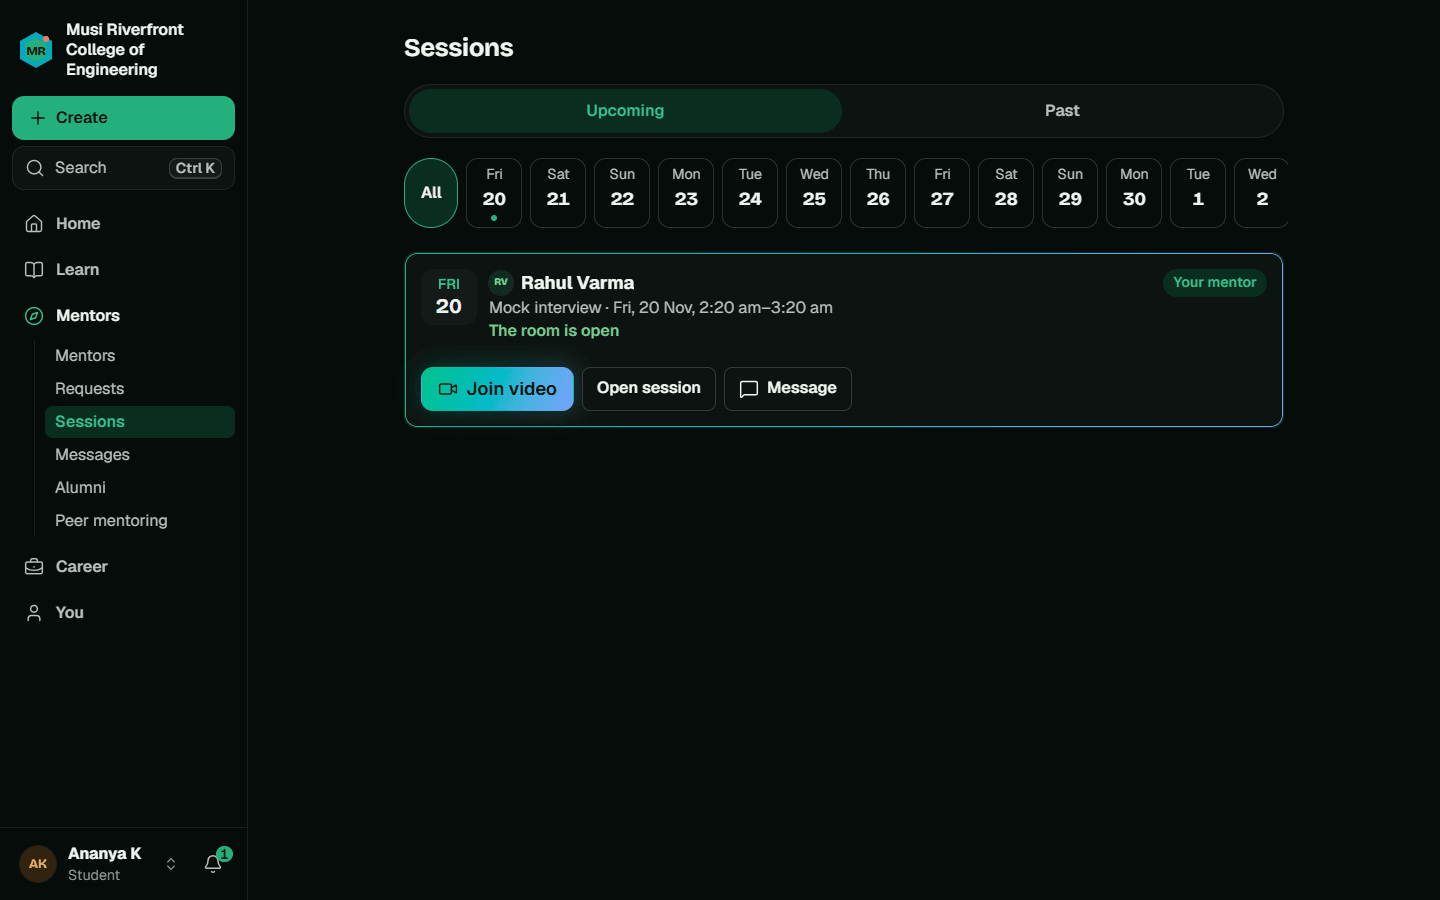 MR
Musi Riverfront
College of
Engineering
Create
Search Ctrl K
Home
Learn
Mentors
Mentors
Requests
Sessions
Messages
Alumni
Peer mentoring
Career
You
AK
Ananya K
Student
1
Sessions
Upcoming Past
All
Fri 20
Sat 21
Sun 22
Mon 23
Tue 24
Wed 25
Thu 26
Fri 27
Sat 28
Sun 29
Mon 30
Tue 1
Wed 2
FRI
20
RV Rahul Varma
Your mentor
Mock interview · Fri, 20 Nov, 2:20 am–3:20 am
The room is open
Join video Open session Message